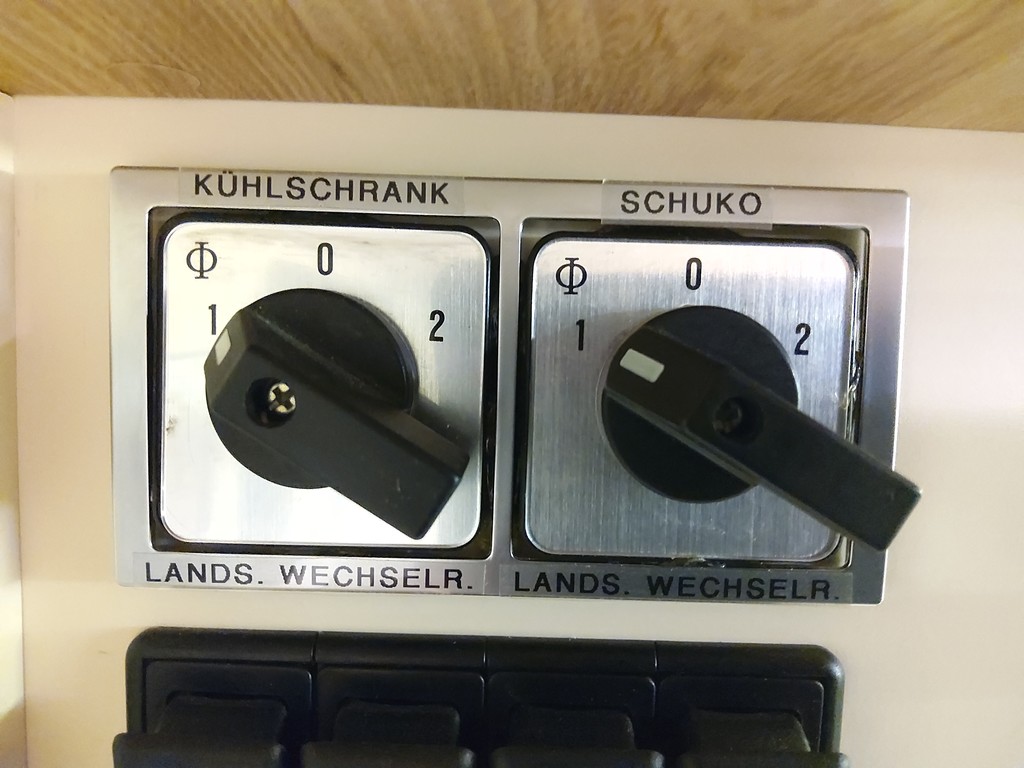 KÜHLSCHRANK
Φ 0
1 2
LANDS. WECHSELR.
SCHUKO
Φ 0
1 2
LANDS. WECHSELR.